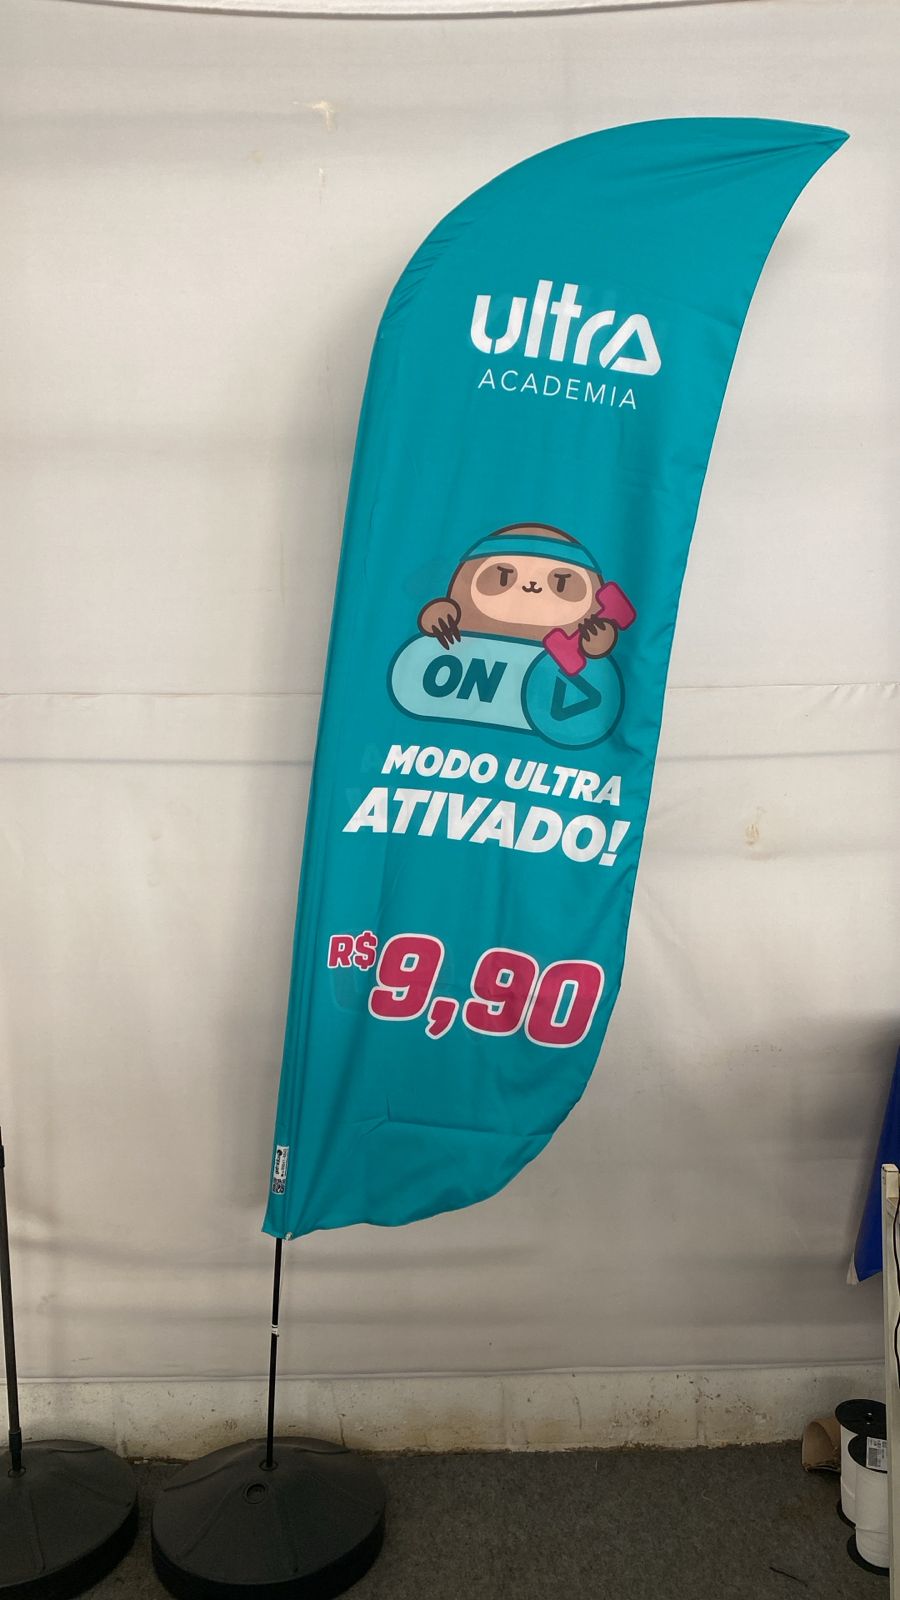 ultra
ACADEMIA
ON
MODO ULTRA
ATIVADO!
R$9,90